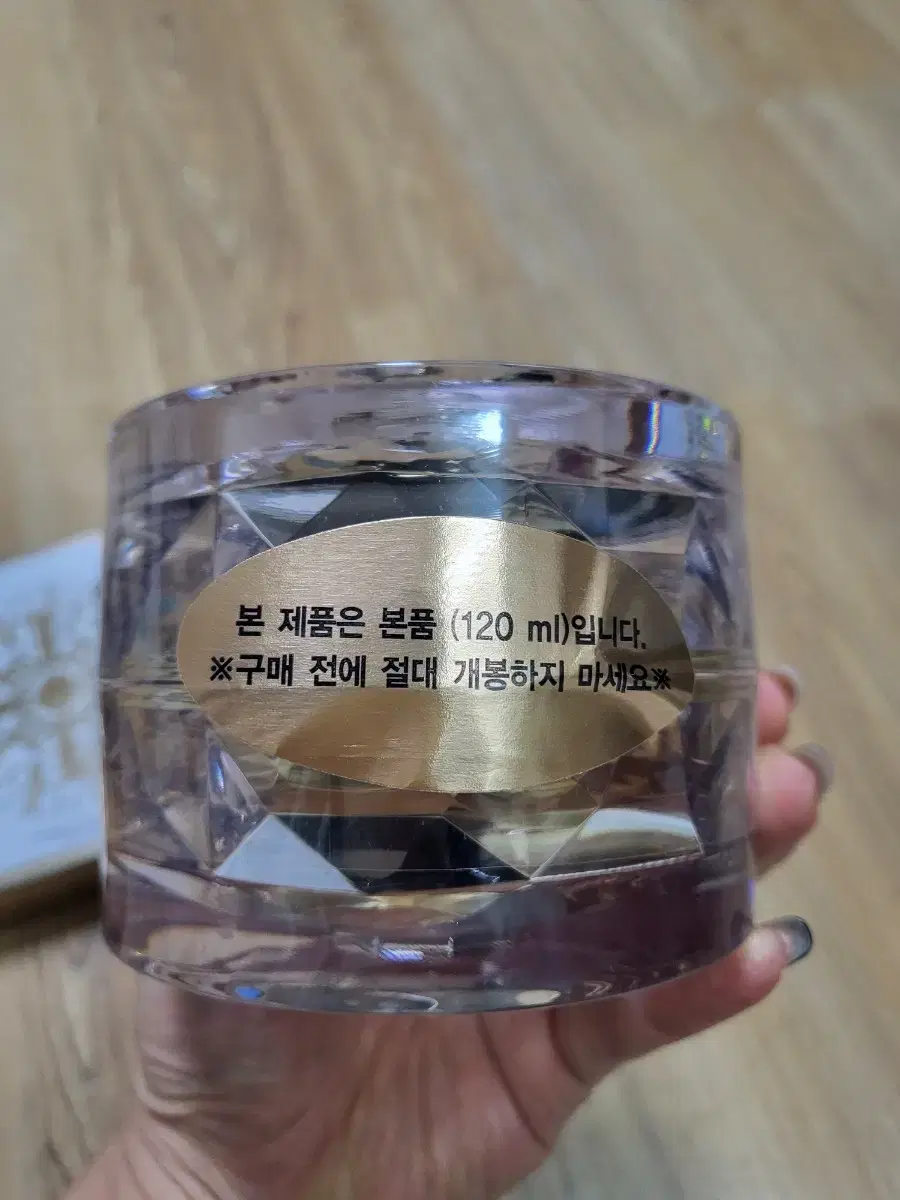 본 제품은 본품 (120 ml)입니다.
※구매 전에 절대 개봉하지 마세요※